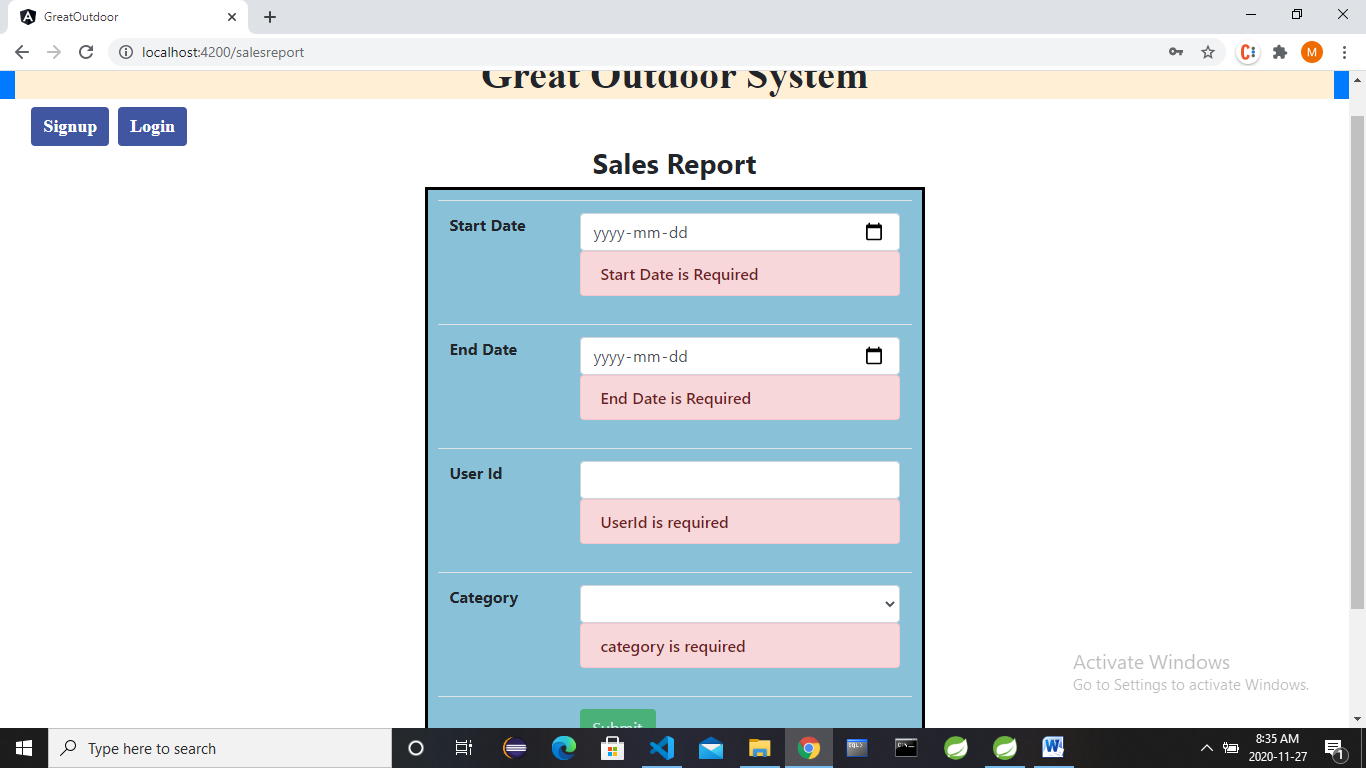 GreatOutdoor
localhost:4200/salesreport
M
Great Outdoor System
Signup Login
Sales Report
Start Date
yyyy-mm-dd
Start Date is Required
End Date
yyyy-mm-dd
End Date is Required
User Id
UserId is required
Category
category is required
Submit
Activate Windows
Go to Settings to activate Windows.
Type here to search
8:35 AM
2020-11-27
1